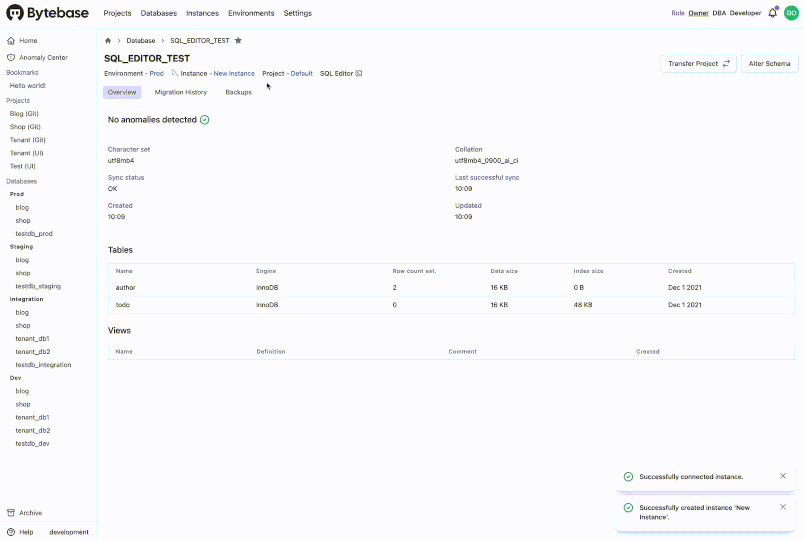 Bytebase
Projects Databases Instances Environments Settings
Role Owner DBA Developer DO
Home
Anomaly Center
Bookmarks
Hello world!
Projects
Blog (Git)
Shop (Git)
Tenant (Git)
Tenant (UI)
Test (UI)
Databases
Prod
blog
shop
testdb_prod
Staging
blog
shop
testdb_staging
Integration
blog
shop
tenant_db1
tenant_db2
testdb_integration
Dev
blog
shop
tenant_db1
tenant_db2
testdb_dev
Archive
Help development
Database SQL_EDITOR_TEST
SQL_EDITOR_TEST
Environment - Prod Instance - New Instance Project - Default SQL Editor
Transfer Project Alter Schema
Overview Migration History Backups
No anomalies detected
Character set Collation
utf8mb4 utf8mb4_0900_ai_ci
Sync status Last successful sync
OK 10:09
Created Updated
10:09 10:09
Tables
Name Engine Row count est. Data size Index size Created
author InnoDB 2 16 KB 0 B Dec 1 2021
todo InnoDB 0 16 KB 48 KB Dec 1 2021
Views
Name Definition Comment Created
Successfully connected instance.
Successfully created instance 'New
Instance'.